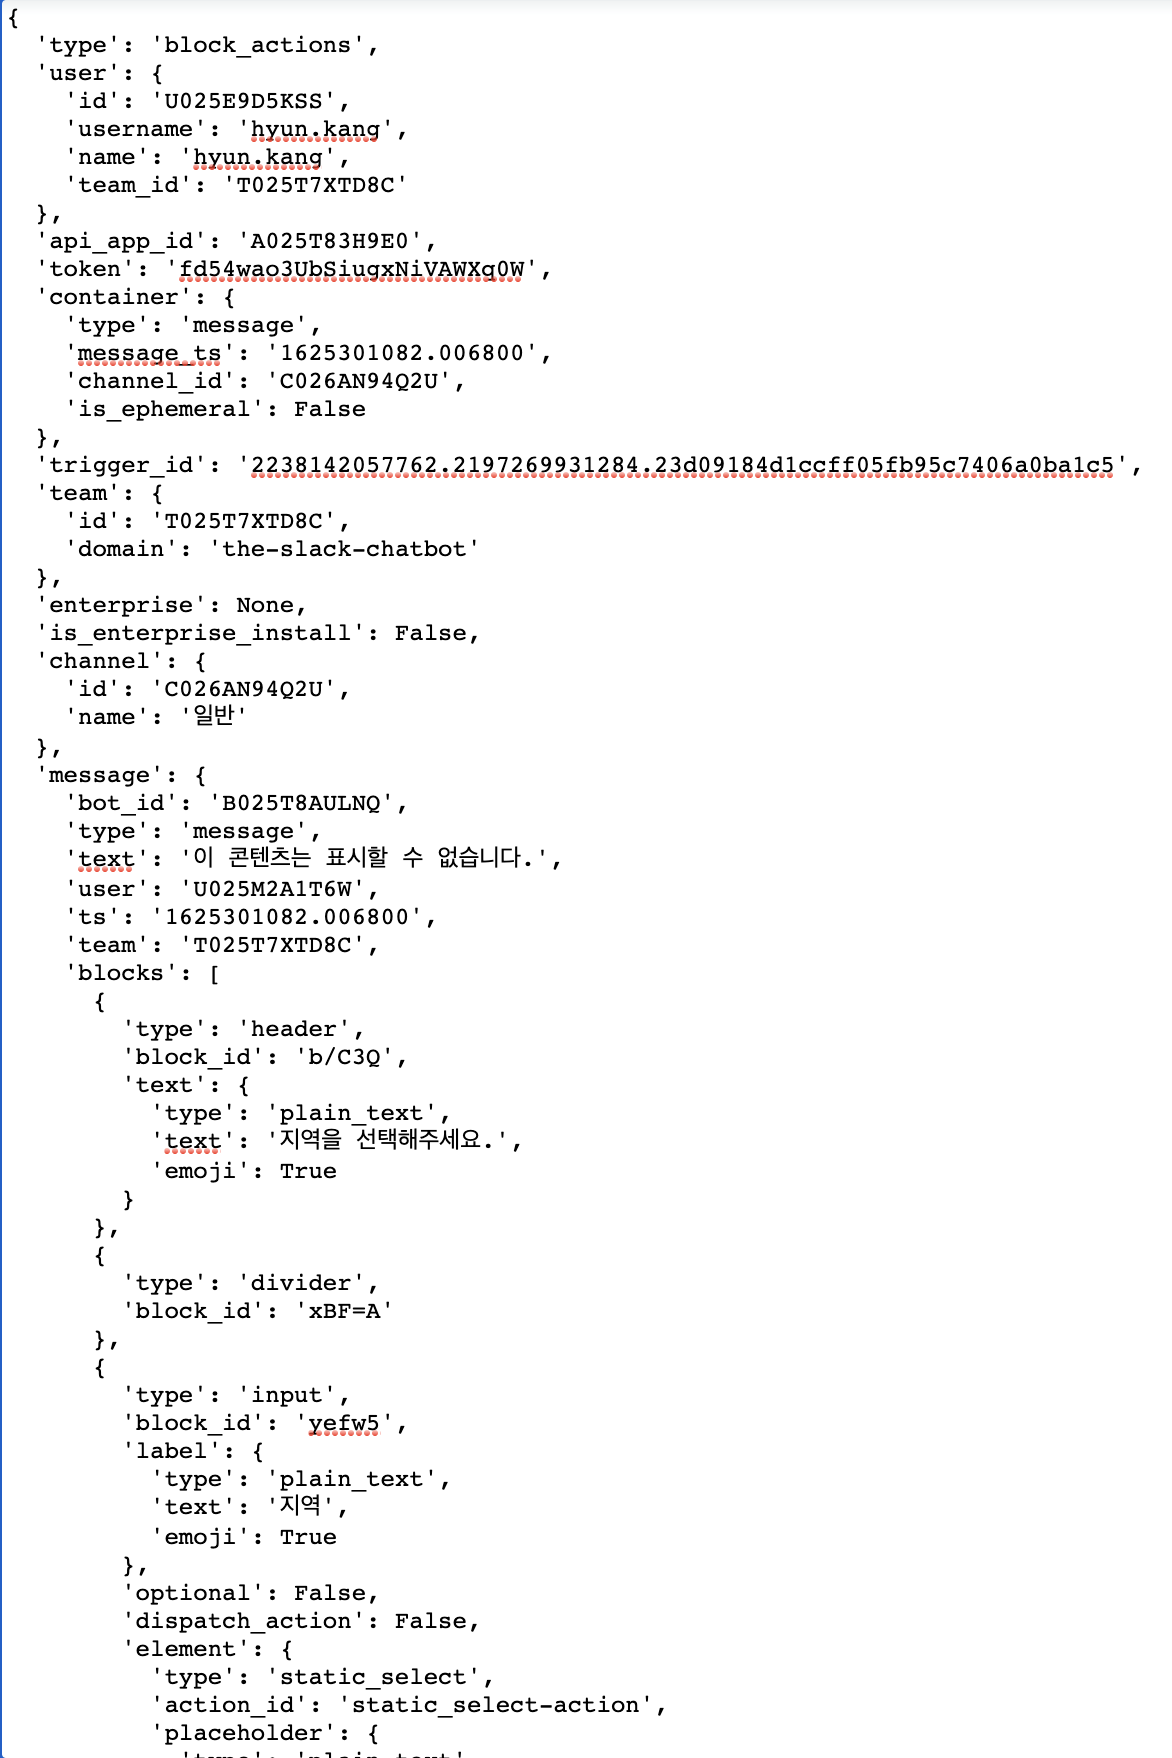 {
'type': 'block_actions',
'user': {
'id': 'U025E9D5KSS',
'username': 'hyun.kang',
'name': 'hyun.kang',
'team_id': 'T025T7XTD8C'
},
'api_app_id': 'A025T83H9E0',
'token': 'fd54wao3UbSiugxNiVAWXq0W',
'container': {
'type': 'message',
'message_ts': '1625301082.006800',
'channel_id': 'C026AN94Q2U',
'is_ephemeral': False
},
'trigger_id': '2238142057762.2197269931284.23d09184d1ccff05fb95c7406a0ba1c5',
'team': {
'id': 'T025T7XTD8C',
'domain': 'the-slack-chatbot'
},
'enterprise': None,
'is_enterprise_install': False,
'channel': {
'id': 'C026AN94Q2U',
'name': '일반'
},
'message': {
'bot_id': 'B025T8AULNQ',
'type': 'message',
'text': '이 콘텐츠는 표시할 수 없습니다.',
'user': 'U025M2A1T6W',
'ts': '1625301082.006800',
'team': 'T025T7XTD8C',
'blocks': [
{
'type': 'header',
'block_id': 'b/C3Q',
'text': {
'type': 'plain_text',
'text': '지역을 선택해주세요.',
'emoji': True
}
},
{
'type': 'divider',
'block_id': 'xBF=A'
},
{
'type': 'input',
'block_id': 'yefw5',
'label': {
'type': 'plain_text',
'text': '지역',
'emoji': True
},
'optional': False,
'dispatch_action': False,
'element': {
'type': 'static_select',
'action_id': 'static_select-action',
'placeholder': {
'type': 'plain_text'